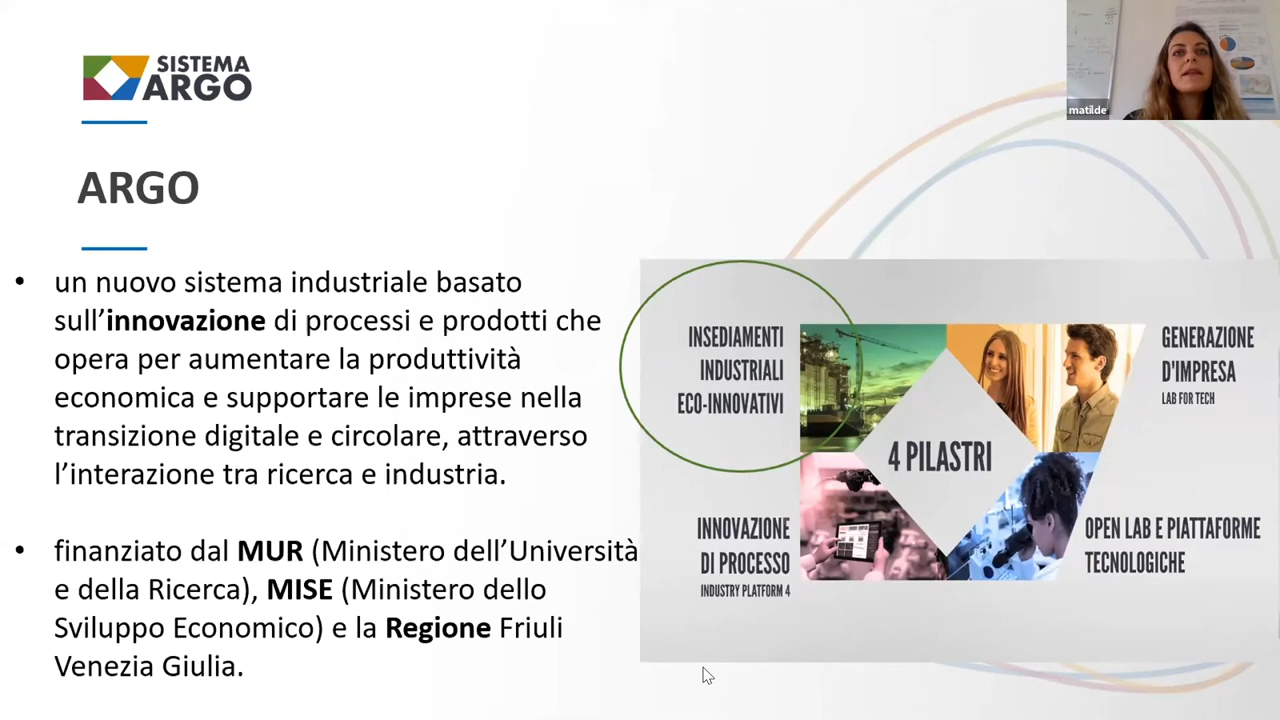 SISTEMA
ARGO
matilde
ARGO
• un nuovo sistema industriale basato
sull’innovazione di processi e prodotti che
opera per aumentare la produttività
economica e supportare le imprese nella
transizione digitale e circolare, attraverso
l’interazione tra ricerca e industria.
• finanziato dal MUR (Ministero dell’Università
e della Ricerca), MISE (Ministero dello
Sviluppo Economico) e la Regione Friuli
Venezia Giulia.
INSEDIAMENTI
INDUSTRIALI
ECO-INNOVATIVI
GENERAZIONE
D'IMPRESA
LAB FOR TECH
4 PILASTRI
INNOVAZIONE
DI PROCESSO
INDUSTRY PLATFORM 4
OPEN LAB E PIATTAFORME
TECNOLOGICHE